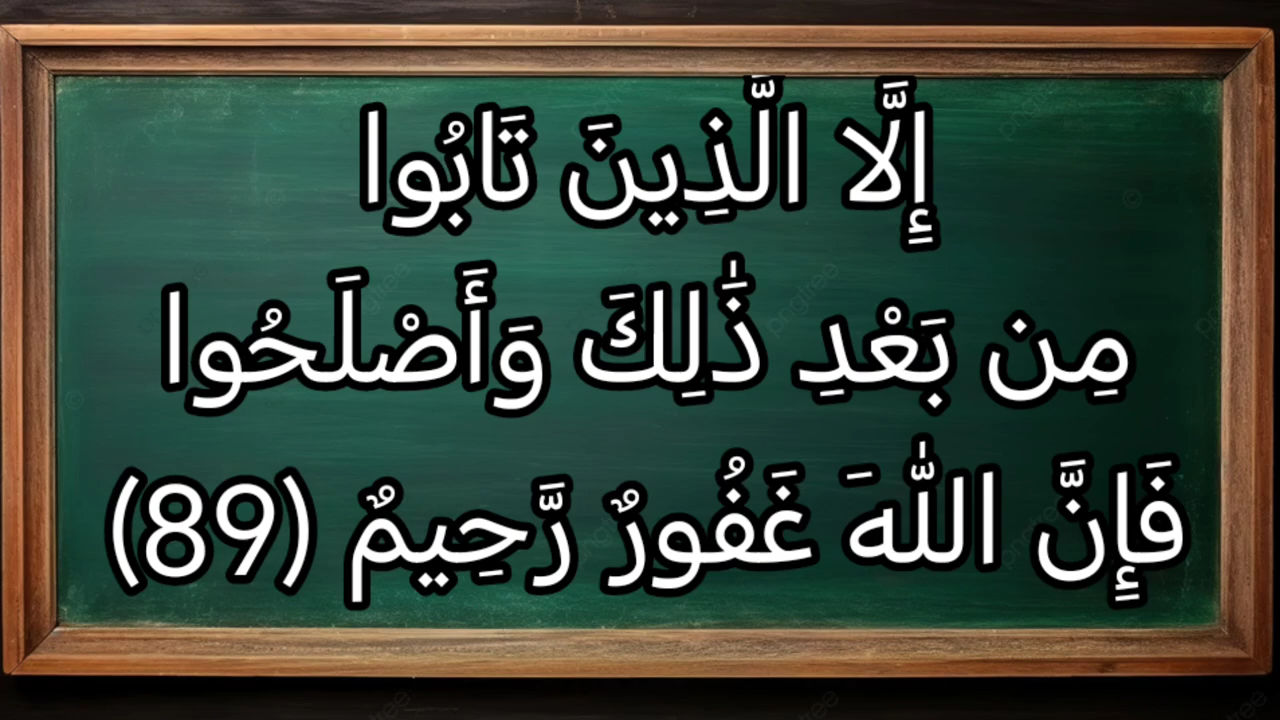 إِلَّا الَّذِينَ تَابُوا
مِن بَعْدِ ذَٰلِكَ وَأَصْلَحُوا
فَإِنَّ اللَّهَ غَفُورٌ رَّحِيمٌ (89)